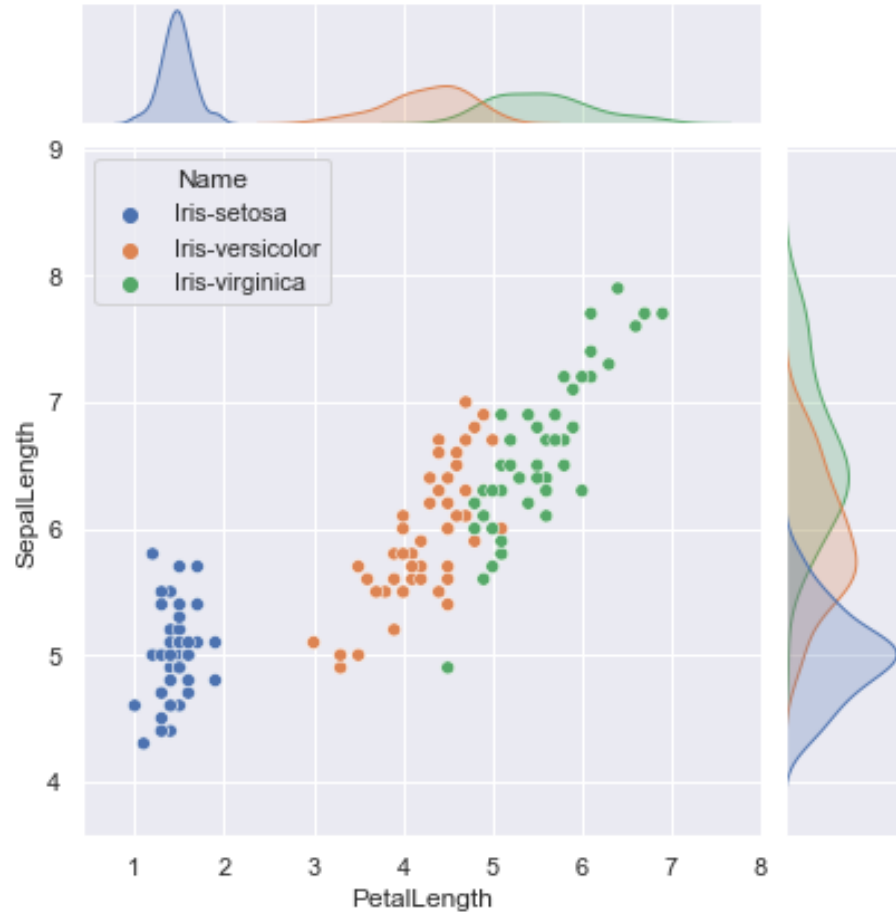 9
Name
Iris-setosa
Iris-versicolor
Iris-virginica
8
7
6
5
4
SepalLength
1 2 3 4 5 6 7 8
PetalLength